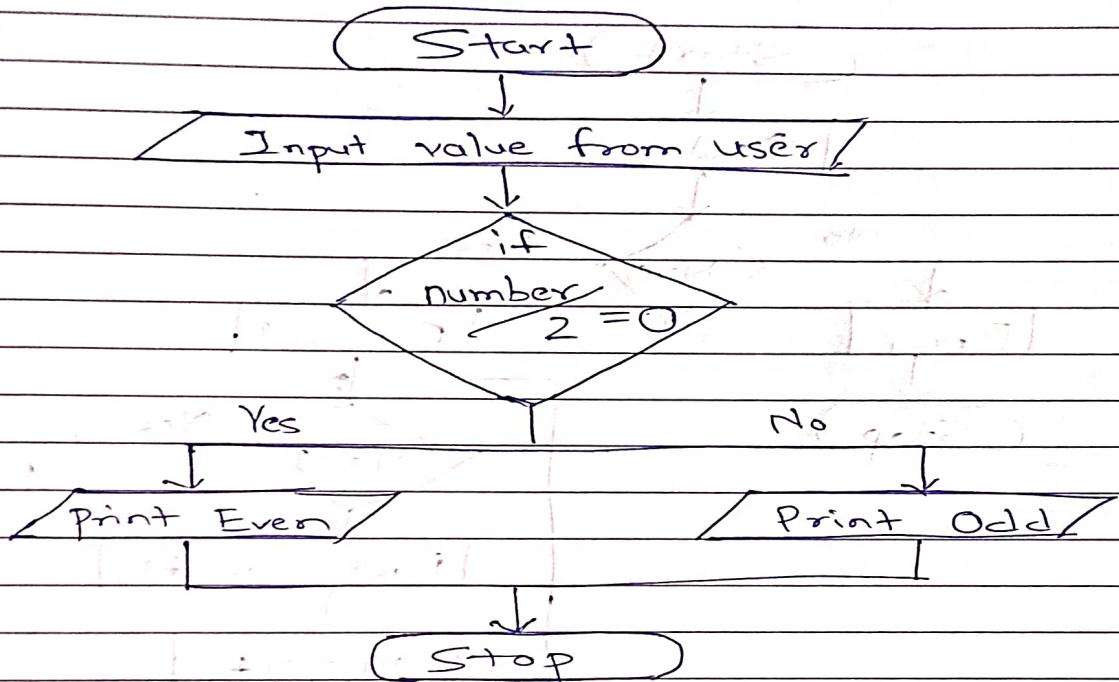 Start
Input value from user
if
number/
2 = 0
Yes No
Print Even Print Odd
Stop